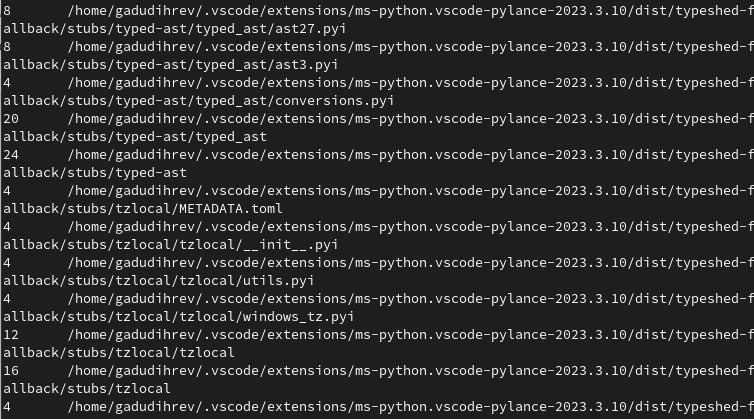 8       /home/gadudihrev/.vscode/extensions/ms-python.vscode-pylance-2023.3.10/dist/typeshed-f
allback/stubs/typed-ast/typed_ast/ast27.pyi
8       /home/gadudihrev/.vscode/extensions/ms-python.vscode-pylance-2023.3.10/dist/typeshed-f
allback/stubs/typed-ast/typed_ast/ast3.pyi
4       /home/gadudihrev/.vscode/extensions/ms-python.vscode-pylance-2023.3.10/dist/typeshed-f
allback/stubs/typed-ast/typed_ast/conversions.pyi
20      /home/gadudihrev/.vscode/extensions/ms-python.vscode-pylance-2023.3.10/dist/typeshed-f
allback/stubs/typed-ast/typed_ast
24      /home/gadudihrev/.vscode/extensions/ms-python.vscode-pylance-2023.3.10/dist/typeshed-f
allback/stubs/typed-ast
4       /home/gadudihrev/.vscode/extensions/ms-python.vscode-pylance-2023.3.10/dist/typeshed-f
allback/stubs/tzlocal/METADATA.toml
4       /home/gadudihrev/.vscode/extensions/ms-python.vscode-pylance-2023.3.10/dist/typeshed-f
allback/stubs/tzlocal/tzlocal/__init__.pyi
4       /home/gadudihrev/.vscode/extensions/ms-python.vscode-pylance-2023.3.10/dist/typeshed-f
allback/stubs/tzlocal/tzlocal/utils.pyi
4       /home/gadudihrev/.vscode/extensions/ms-python.vscode-pylance-2023.3.10/dist/typeshed-f
allback/stubs/tzlocal/tzlocal/windows_tz.pyi
12      /home/gadudihrev/.vscode/extensions/ms-python.vscode-pylance-2023.3.10/dist/typeshed-f
allback/stubs/tzlocal/tzlocal
16      /home/gadudihrev/.vscode/extensions/ms-python.vscode-pylance-2023.3.10/dist/typeshed-f
allback/stubs/tzlocal
4       /home/gadudihrev/.vscode/extensions/ms-python.vscode-pylance-2023.3.10/dist/typeshed-f